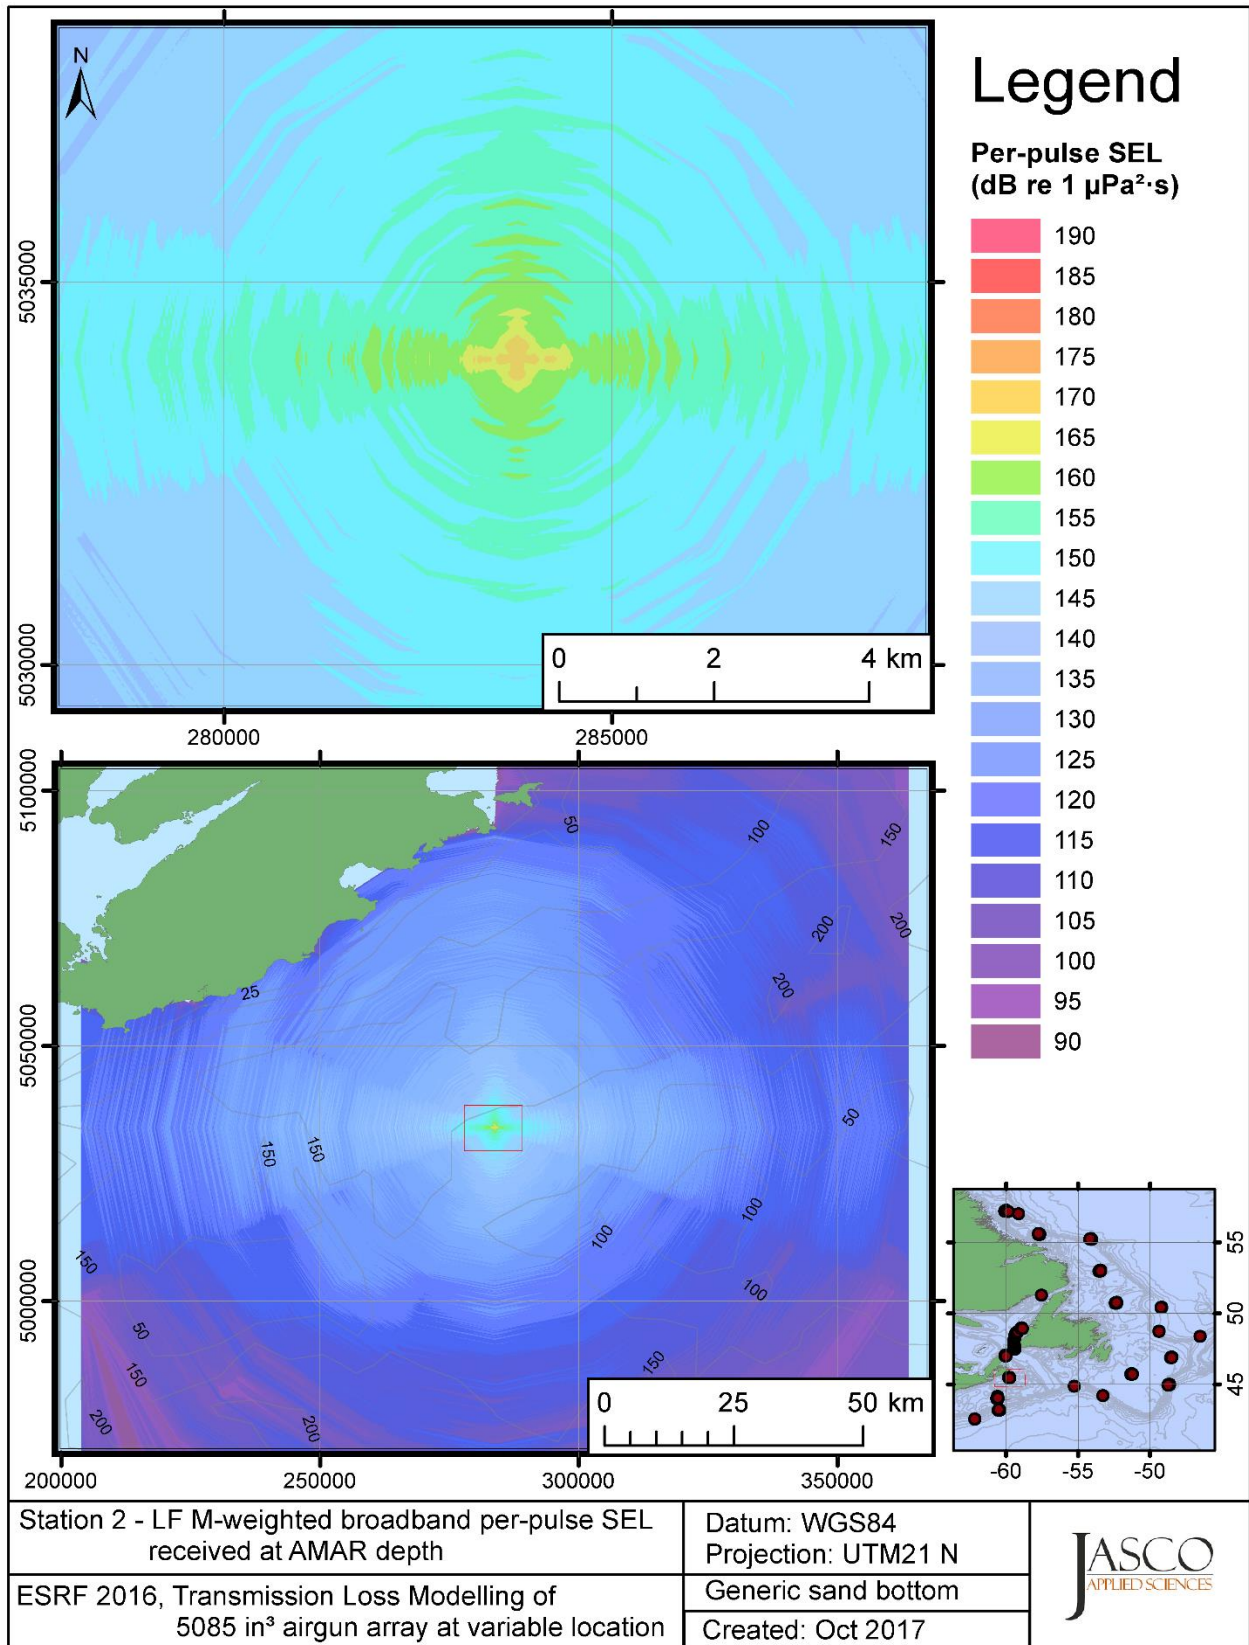 N
5035000
5030000
0 2 4 km
280000 285000
Legend
Per-pulse SEL
(dB re 1 µPa²·s)
190
185
180
175
170
165
160
155
150
145
140
135
130
125
120
115
110
105
100
95
90
5100000
5050000
5000000
50
100
150
200
200
200
25
150
150
50
100
100
100
150
50
150
200
200
150
0 25 50 km
200000 250000 300000 350000
55
50
45
-60 -55 -50
Station 2 - LF M-weighted broadband per-pulse SEL
received at AMAR depth
ESRF 2016, Transmission Loss Modelling of
5085 in³ airgun array at variable location
Datum: WGS84
Projection: UTM21 N
Generic sand bottom
Created: Oct 2017
JASCO
APPLIED SCIENCES